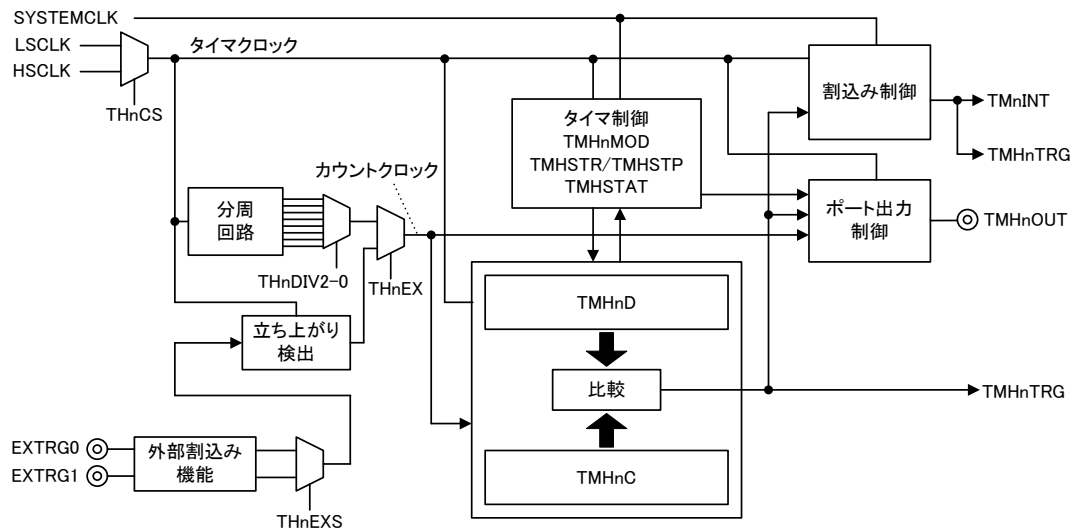 SYSTEMCLK
LSCLK
HSCLK
タイマクロック
THnCS
割込み制御
TMnINT
TMHnTRG
タイマ制御
TMHnMOD
TMHSTR/TMHSTP
TMHSTAT
カウントクロック
分周
回路
THnDIV2-0
THnEX
ポート出力
制御
TMHnOUT
立ち上がり
検出
TMHnD
比較
TMHnTRG
TMHnC
EXTRG0
EXTRG1
外部割込み
機能
THnEXS